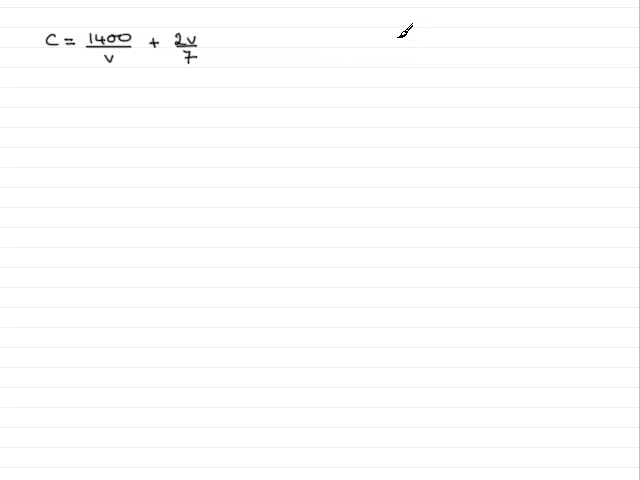 C = 1400/v + 2v/7